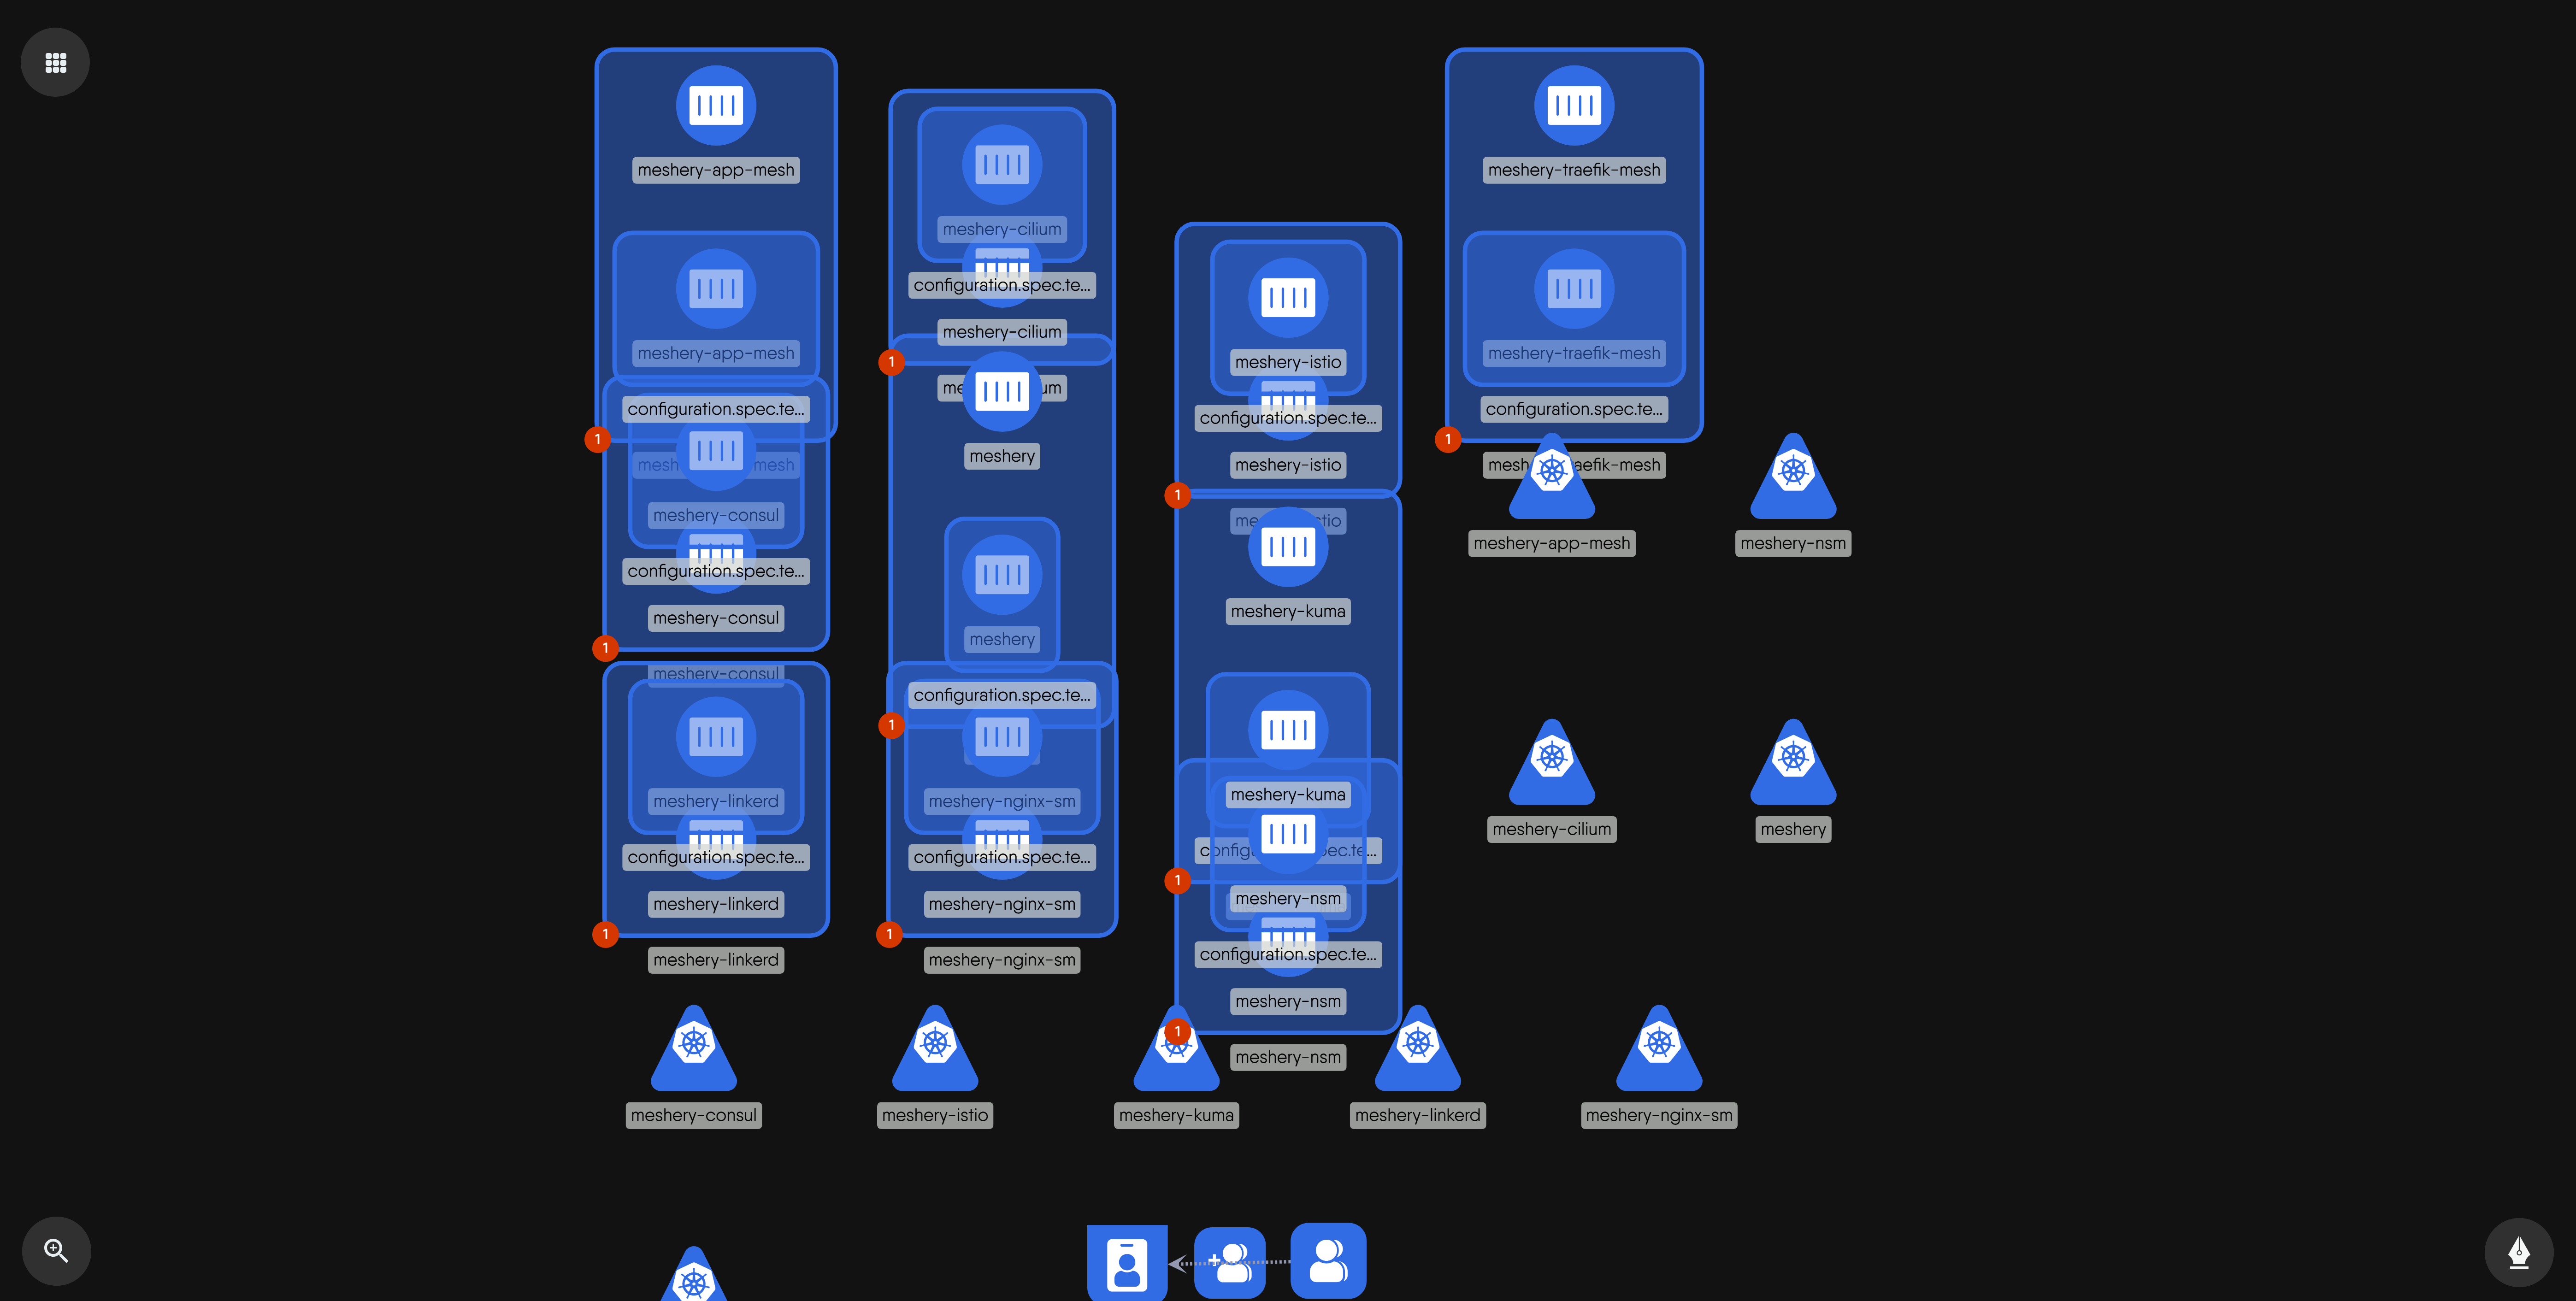 meshery-app-mesh
meshery-app-mesh
configuration.spec.te...
mesh mesh
meshery-consul
configuration.spec.te...
meshery-consul
1
1
meshery-consul
meshery-linkerd
configuration.spec.te...
meshery-linkerd
1
meshery-linkerd
meshery-cilium
configuration.spec.te...
meshery-cilium
1
me um
meshery
meshery
configuration.spec.te...
1
meshery-nginx-sm
configuration.spec.te...
meshery-nginx-sm
1
meshery-nginx-sm
meshery-istio
configuration.spec.te...
meshery-istio
1
me stio
meshery-kuma
meshery-kuma
config pec.te...
1
meshery-nsm
configuration.spec.te...
meshery-nsm
1
meshery-nsm
meshery-traefik-mesh
meshery-traefik-mesh
configuration.spec.te...
1
mesh aefik-mesh
meshery-app-mesh
meshery-nsm
meshery-cilium
meshery
meshery-consul
meshery-istio
meshery-kuma
meshery-linkerd
meshery-nginx-sm